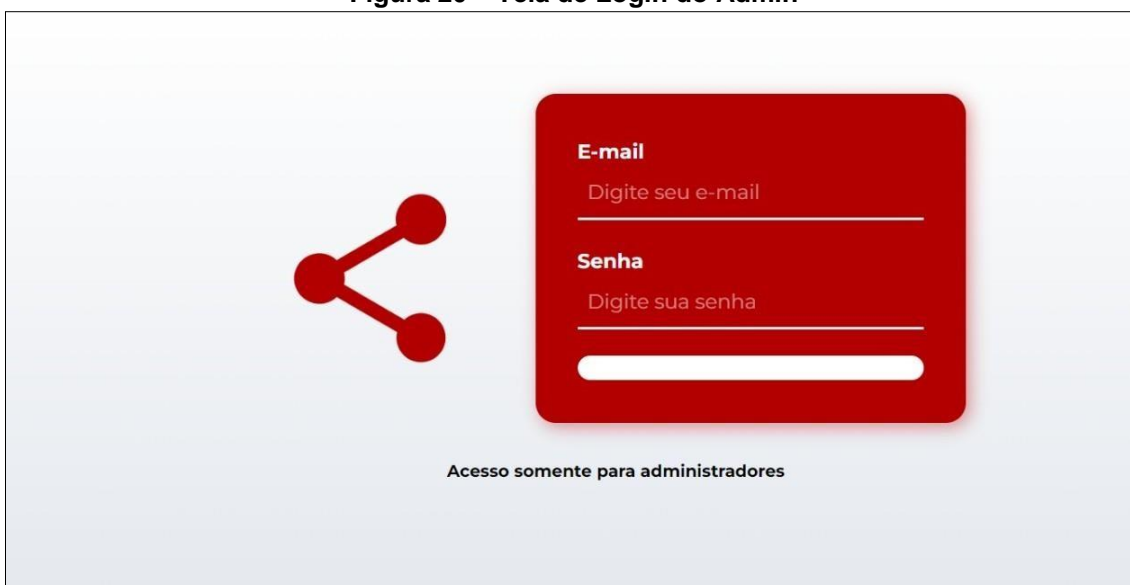 E-mail
Digite seu e-mail
Senha
Digite sua senha
Acesso somente para administradores